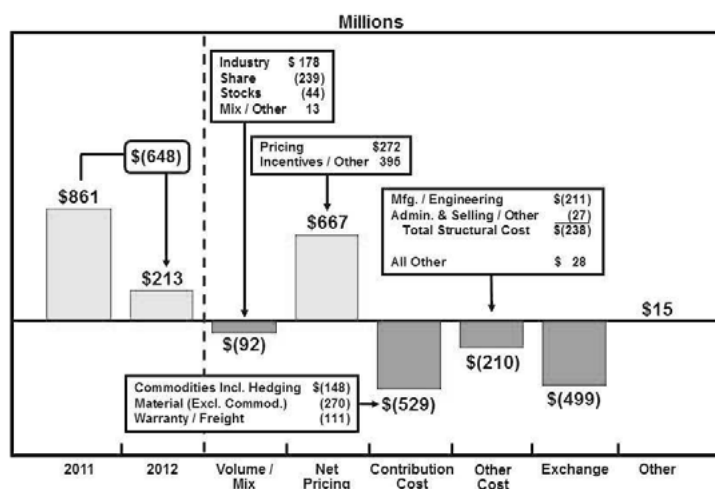 Millions
Industry $ 178
Share (239)
Stocks (44)
Mix / Other 13
Pricing $272
Incentives / Other 395
$(648)
$861
$213
$667
Mfg. / Engineering $(211)
Admin. & Selling / Other (27)
Total Structural Cost $(238)
All Other $ 28
$15
$(92)
$(210)
Commodities Incl. Hedging $(148)
Material (Excl. Commod.) (270)
Warranty / Freight (111)
$(529)
$(499)
2011 2012 Volume / Net Contribution Other Exchange Other
Mix Pricing Cost Cost